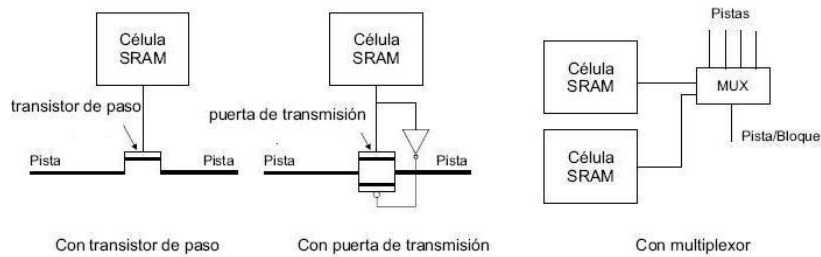 Célula
SRAM
transistor de paso
Pista
Pista
Con transistor de paso
Célula
SRAM
puerta de transmisión
Pista
Pista
Con puerta de transmisión
Pistas
Célula
SRAM
MUX
Pista/Bloque
Célula
SRAM
Con multiplexor